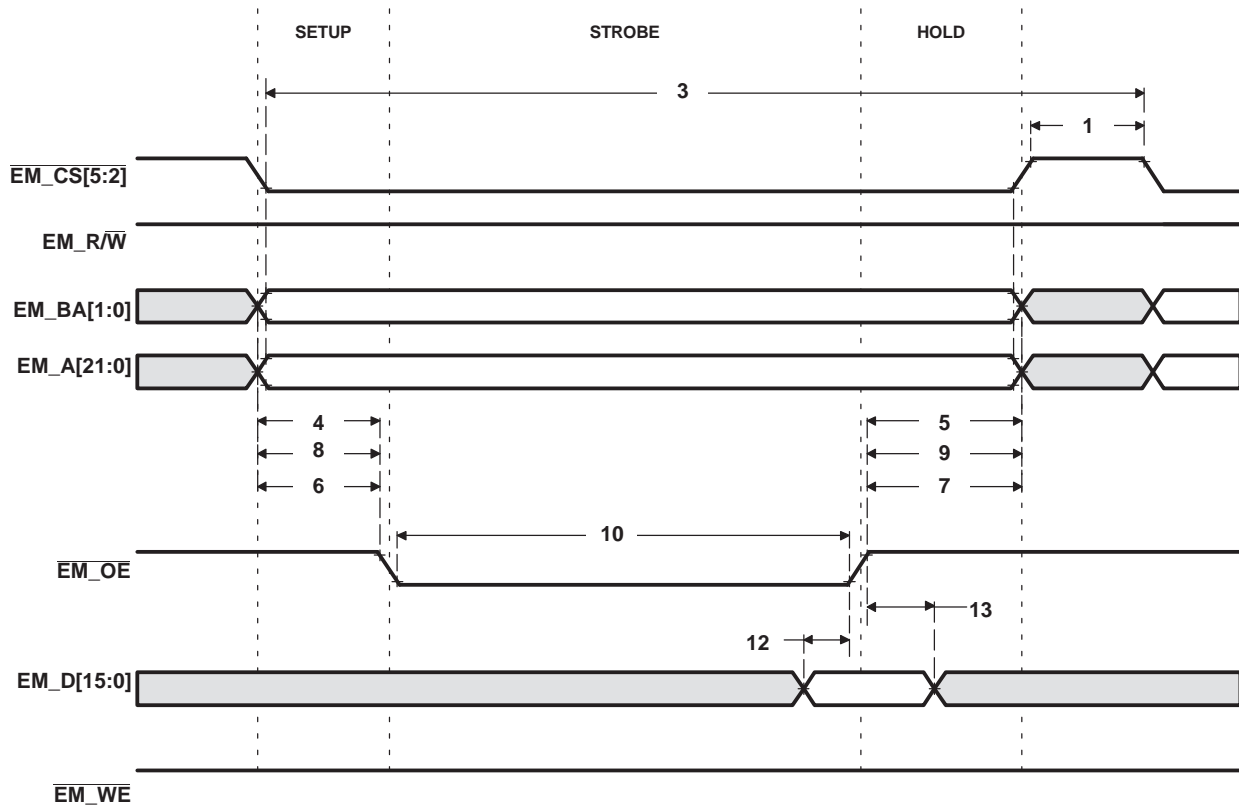 SETUP STROBE HOLD
3
1
EM_CS[5:2]
EM_R/W̅
EM_BA[1:0]
EM_A[21:0]
4 5
8 9
6 7
10
EM_OE
13
12
EM_D[15:0]
EM_WE